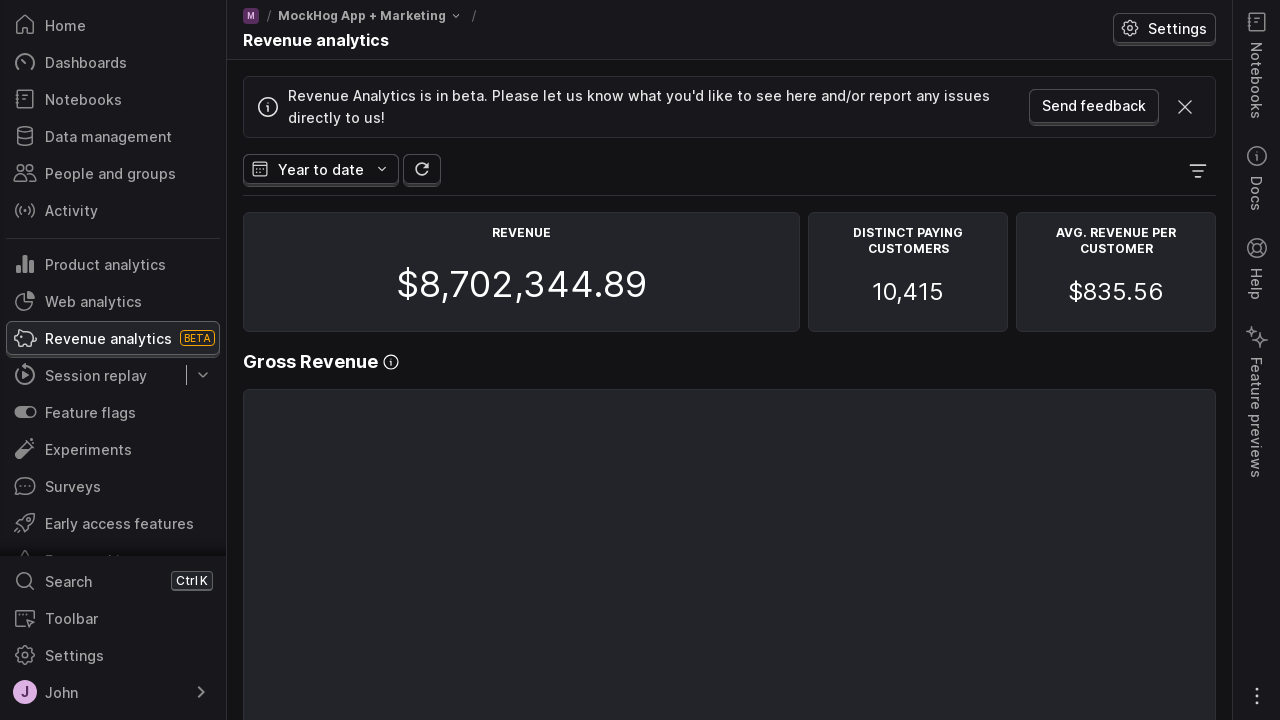 Home
Dashboards
Notebooks
Data management
People and groups
Activity
Product analytics
Web analytics
Revenue analytics BETA
Session replay
Feature flags
Experiments
Surveys
Early access features
Search Ctrl K
Toolbar
Settings
J John
M / MockHog App + Marketing /
Revenue analytics
Settings
Revenue Analytics is in beta. Please let us know what you'd like to see here and/or report any issues
directly to us!
Send feedback
Year to date
REVENUE
$8,702,344.89
DISTINCT PAYING
CUSTOMERS
10,415
AVG. REVENUE PER
CUSTOMER
$835.56
Gross Revenue
Notebooks
Docs
Help
Feature previews